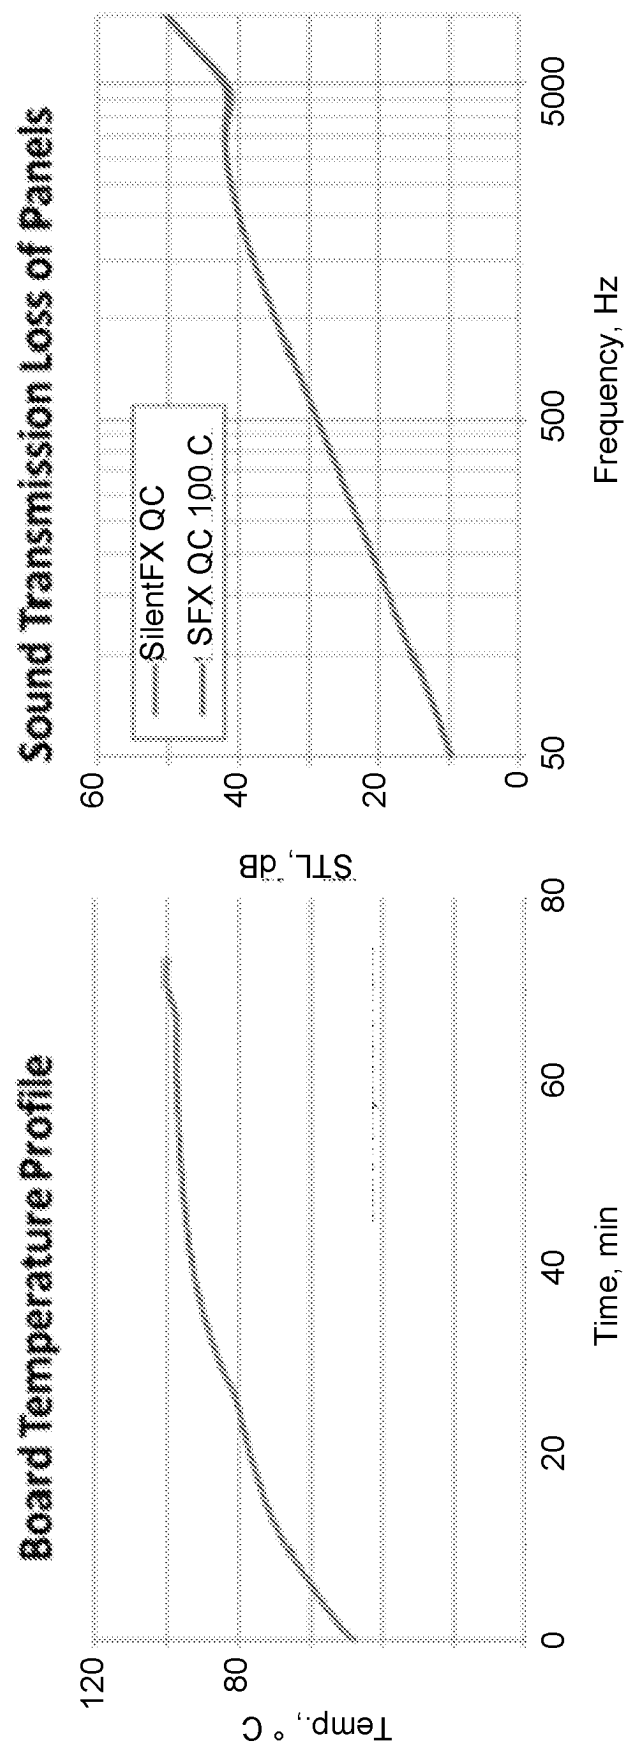 Board Temperature Profile
120
80
Temp., ° C
0
20
40
60
80
Time, min
Sound Transmission Loss of Panels
60
40
20
0
STL, dB
SilentFX QC
SFX QC 100 C
50
500
5000
Frequency, Hz